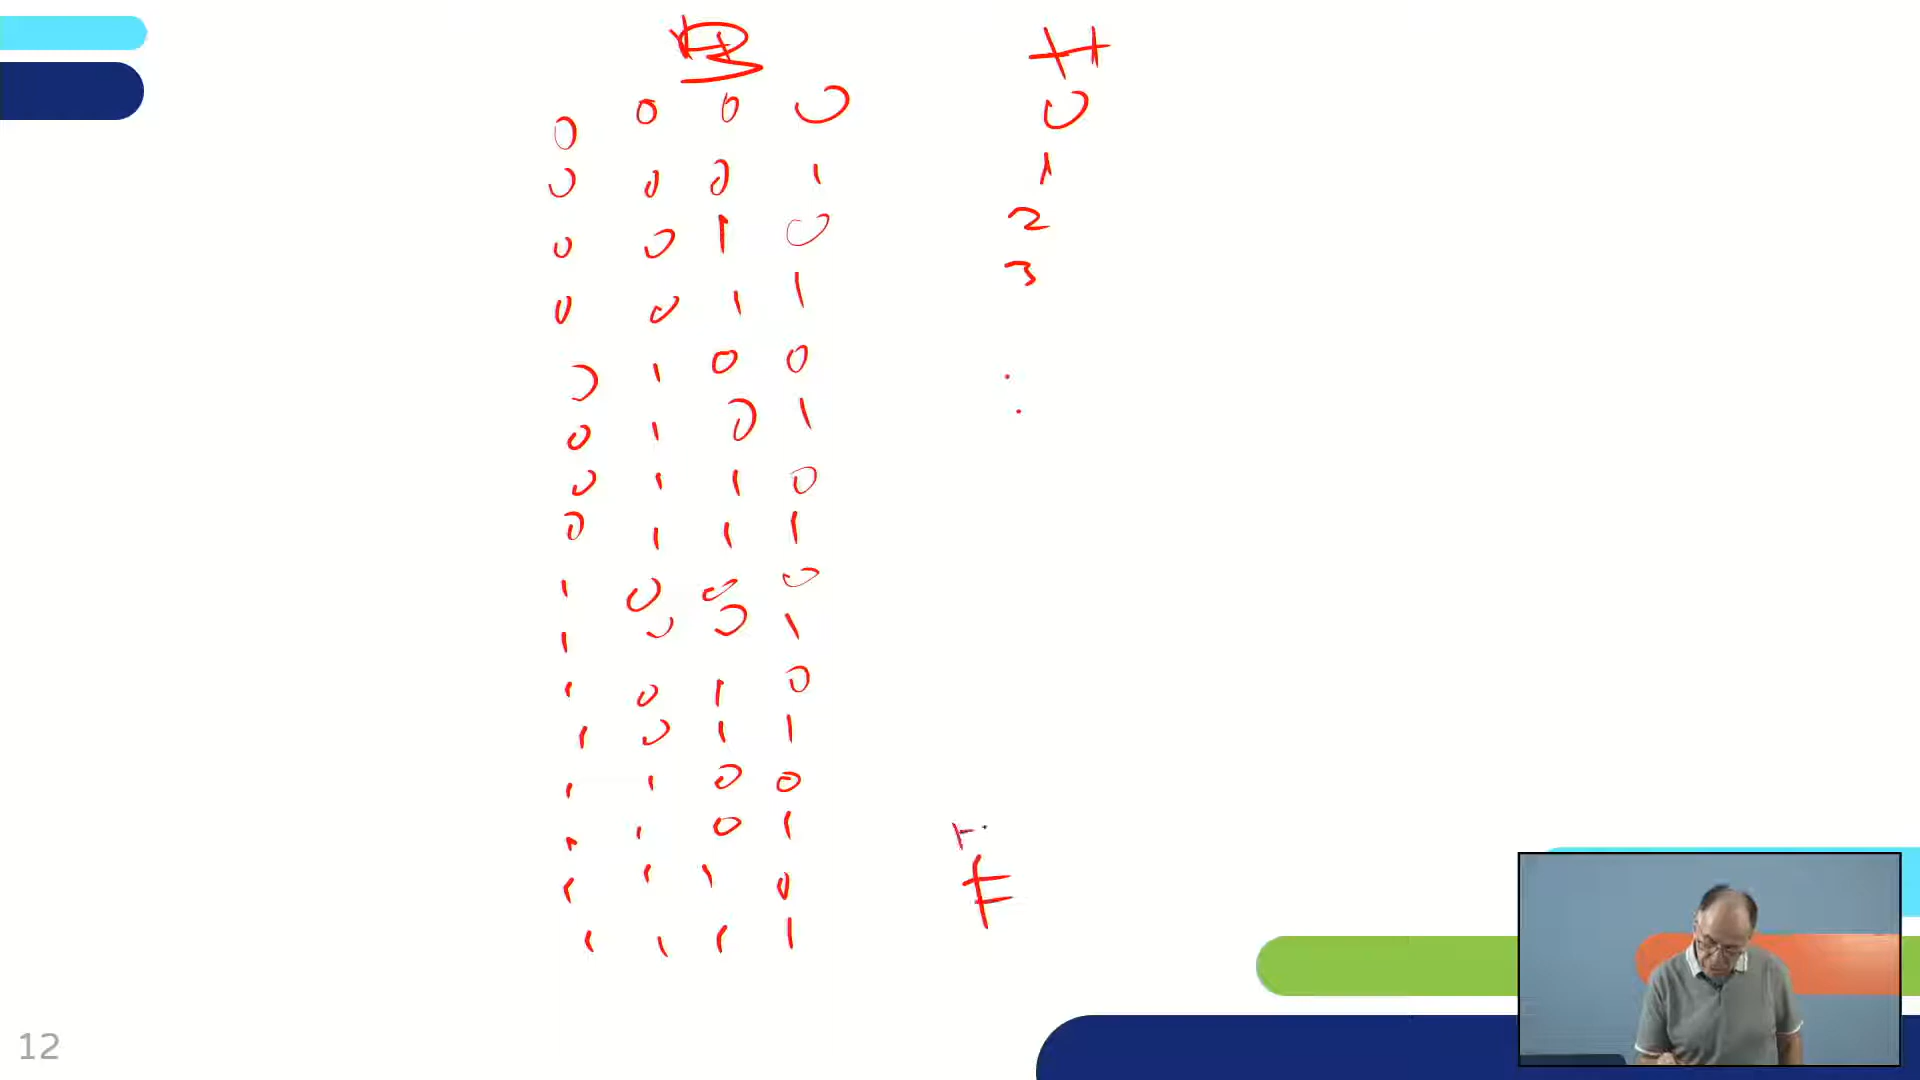 B H
0 0 0 0 0
0 0 0 1 1
0 0 1 0 2
0 0 1 1 3
0 1 0 0 .
0 1 0 1 .
0 1 1 0
0 1 1 1
1 0 0 0
1 0 0 1
1 0 1 0
1 0 1 1
1 1 0 0
1 1 0 1
1 1 1 0 F
1 1 1 1
12